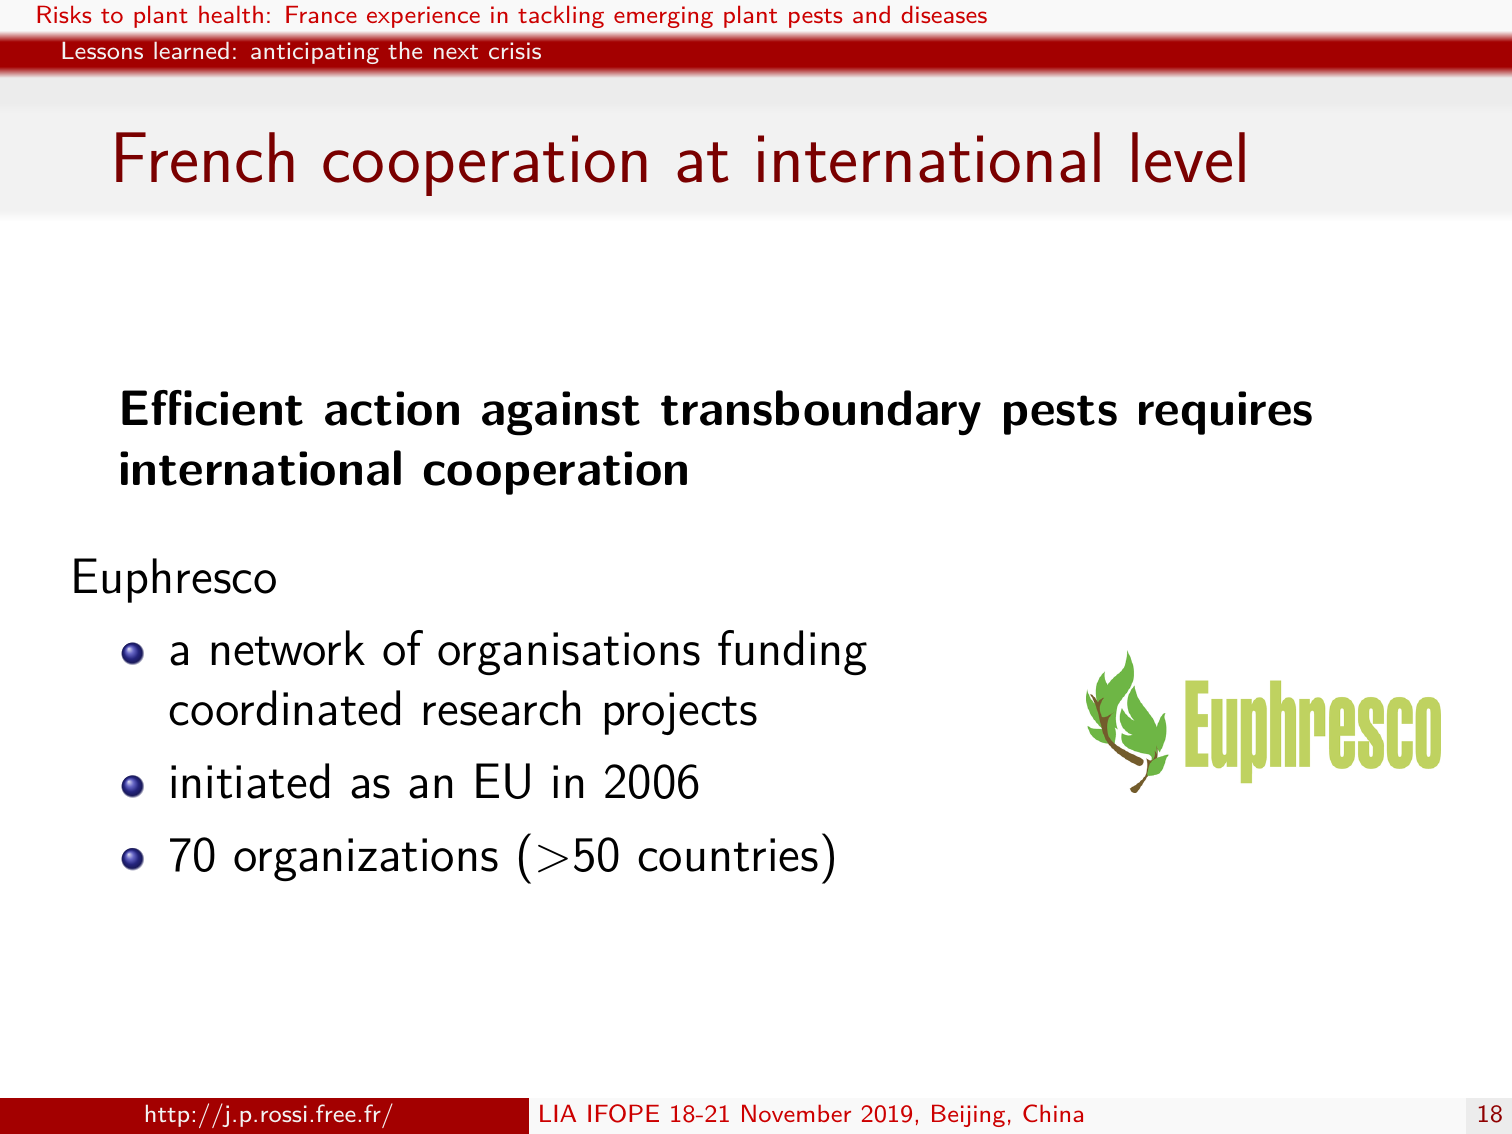 Risks to plant health: France experience in tackling emerging plant pests and diseases
Lessons learned: anticipating the next crisis
French cooperation at international level
Efficient action against transboundary pests requires
international cooperation
Euphresco
a network of organisations funding
coordinated research projects
initiated as an EU in 2006
70 organizations (>50 countries)
Euphresco
http://j.p.rossi.free.fr/
LIA IFOPE 18-21 November 2019, Beijing, China
18